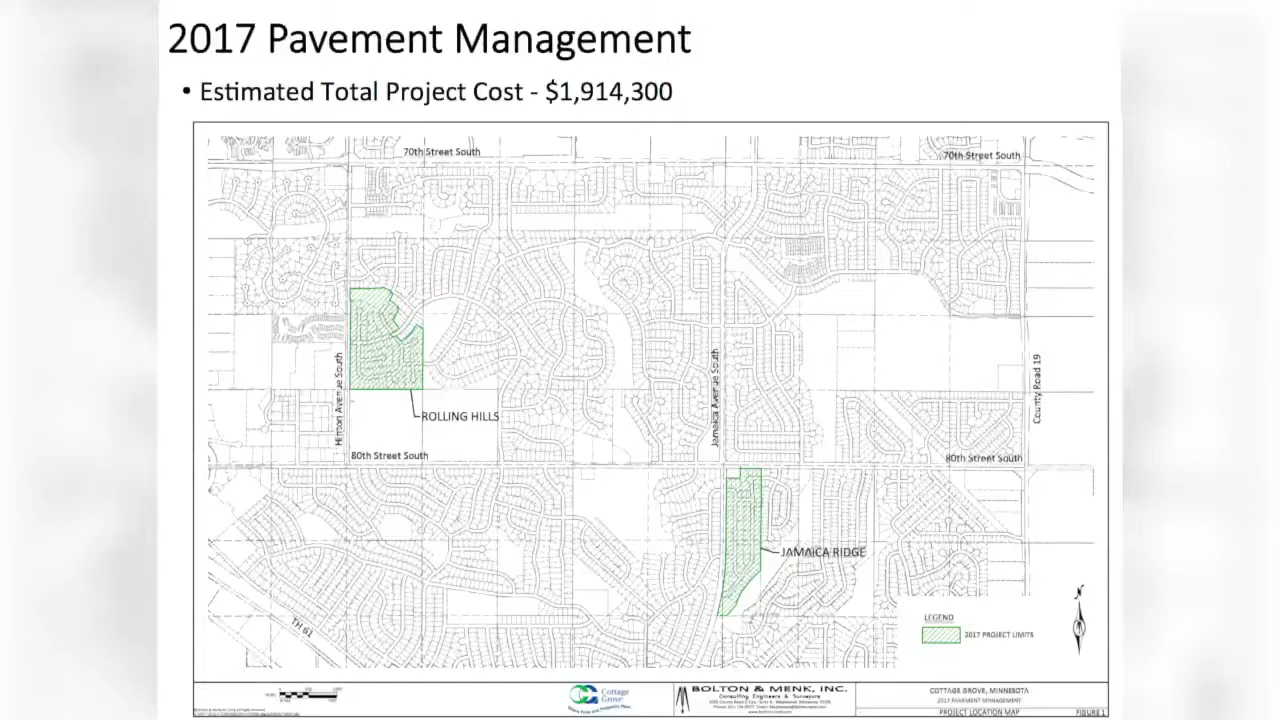 2017 Pavement Management
• Estimated Total Project Cost - $1,914,300
70th Street South
70th Street South
Hinton Avenue South
Jamaica Avenue South
County Road 19
ROLLING HILLS
80th Street South
80th Street South
JAMAICA RIDGE
TH 61
N
LEGEND
2017 PROJECT LIMITS
Cottage
Grove
BOLTON & MENK, INC.
Consulting Engineers & Surveyors
COTTAGE GROVE, MINNESOTA
2017 PAVEMENT MANAGEMENT
PROJECT LOCATION MAP
FIGURE 1